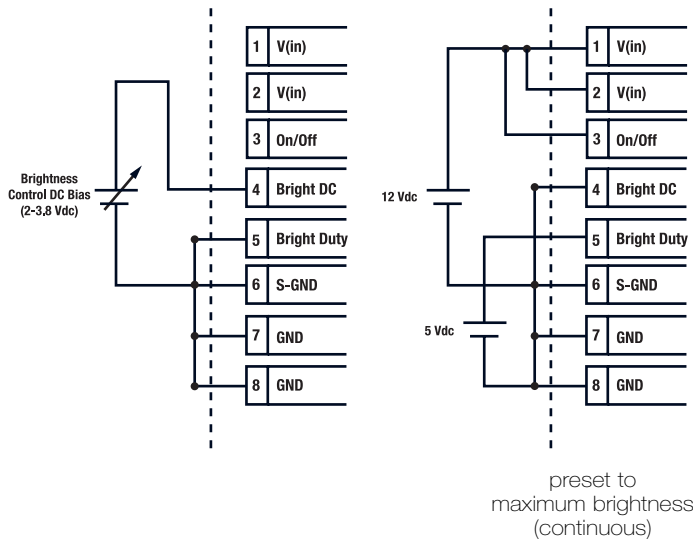 1 V(in)
2 V(in)
3 On/Off
4 Bright DC
5 Bright Duty
6 S-GND
7 GND
8 GND
Brightness
Control DC Bias
(2-3.8 Vdc)
1 V(in)
2 V(in)
3 On/Off
4 Bright DC
5 Bright Duty
6 S-GND
7 GND
8 GND
12 Vdc
5 Vdc
preset to
maximum brightness
(continuous)